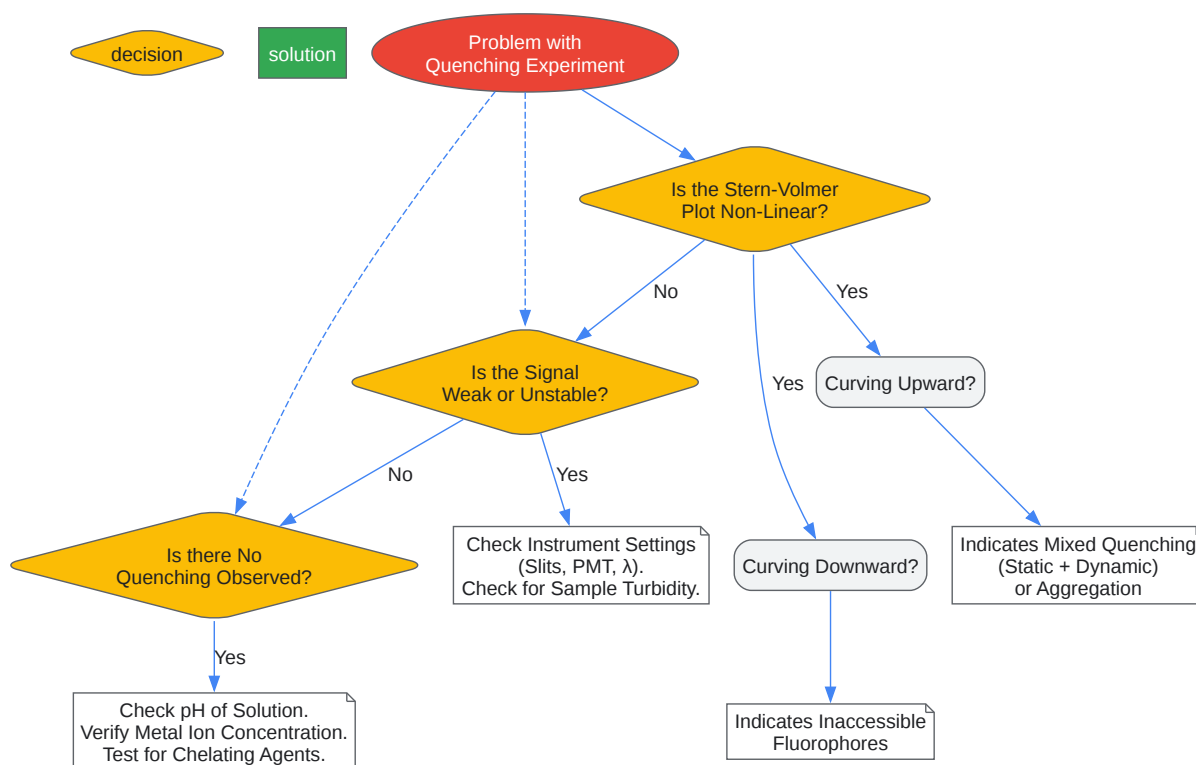 decision
solution
Problem with
Quenching Experiment
Is the Stern-Volmer
Plot Non-Linear?
No
Yes
Yes
Is the Signal
Weak or Unstable?
Curving Upward?
No
Yes
Is there No
Quenching Observed?
Check Instrument Settings
(Slits, PMT, λ).
Check for Sample Turbidity.
Curving Downward?
Indicates Mixed Quenching
(Static + Dynamic)
or Aggregation
Yes
Check pH of Solution.
Verify Metal Ion Concentration.
Test for Chelating Agents.
Indicates Inaccessible
Fluorophores